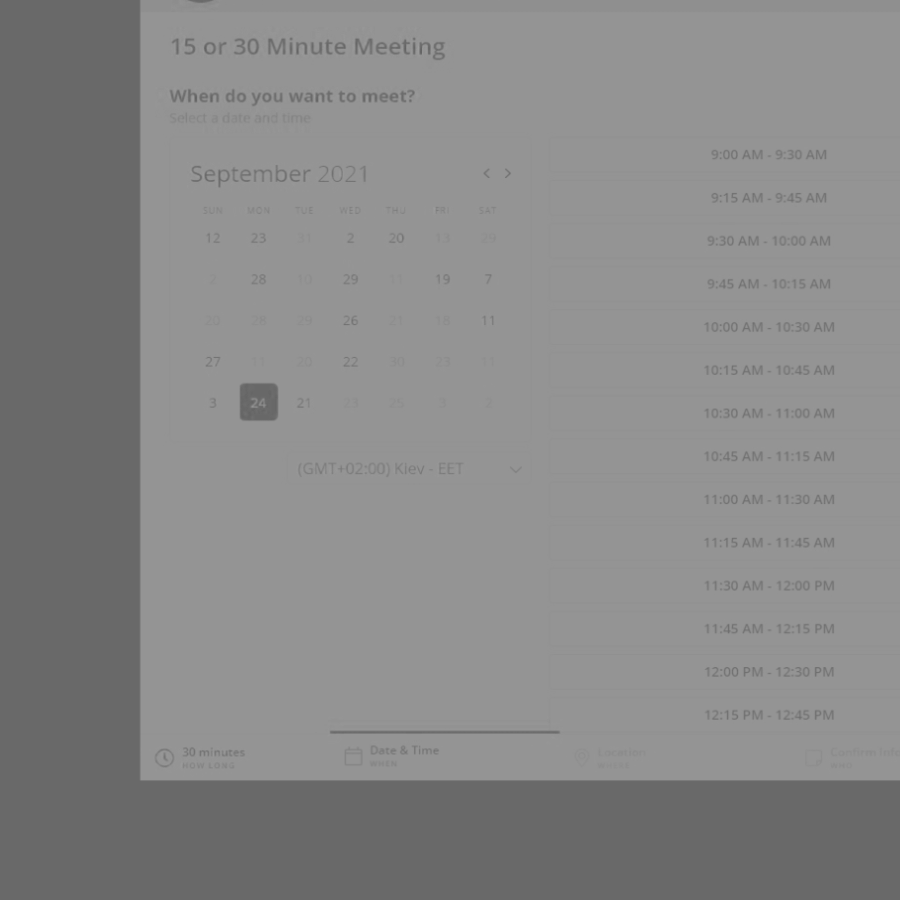 15 or 30 Minute Meeting
When do you want to meet?
Select a date and time
September 2021
SUN MON TUE WED THU FRI SAT
12 23 31 2 20 13 29
2 28 10 29 11 19 7
20 28 29 26 21 18 11
27 11 20 22 30 23 11
3 24 21 23 25 3 2
(GMT+02:00) Kiev - EET
9:00 AM - 9:30 AM
9:15 AM - 9:45 AM
9:30 AM - 10:00 AM
9:45 AM - 10:15 AM
10:00 AM - 10:30 AM
10:15 AM - 10:45 AM
10:30 AM - 11:00 AM
10:45 AM - 11:15 AM
11:00 AM - 11:30 AM
11:15 AM - 11:45 AM
11:30 AM - 12:00 PM
11:45 AM - 12:15 PM
12:00 PM - 12:30 PM
12:15 PM - 12:45 PM
30 minutes
HOW LONG
Date & Time
WHEN
Location
WHERE
Confirm Info
WHO